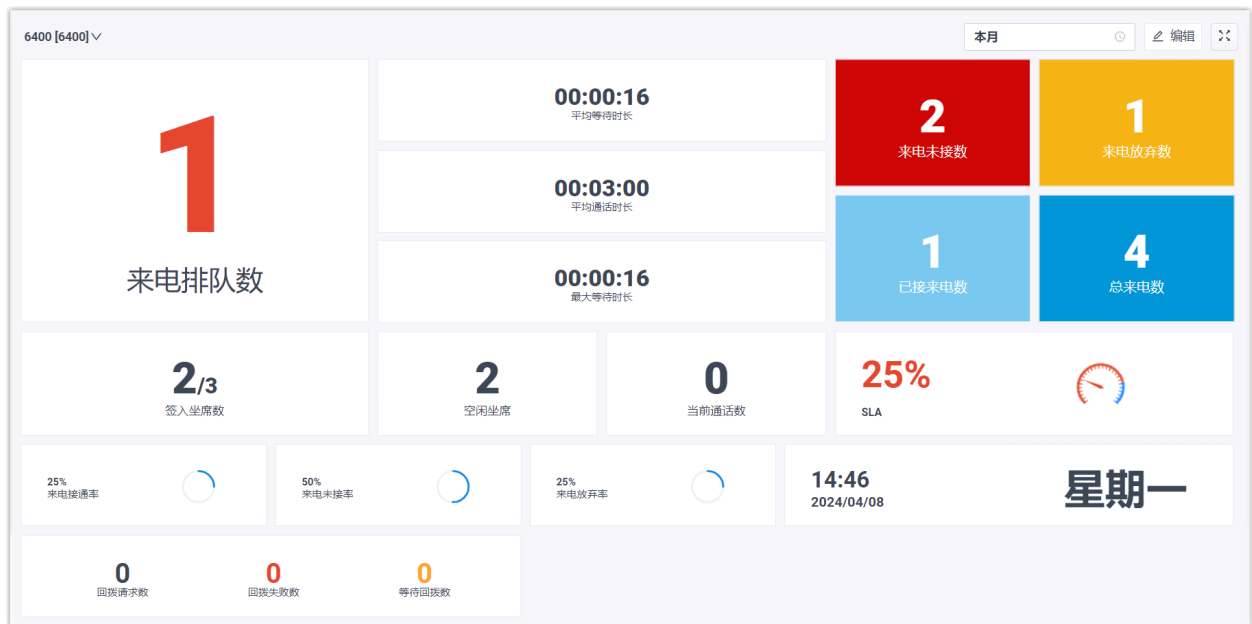 6400 [6400]
本月
编辑
1
来电排队数
00:00:16
平均等待时长
00:03:00
平均通话时长
00:00:16
最大等待时长
2
来电未接数
1
来电放弃数
1
已接来电数
4
总来电数
2/3
签入坐席数
2
空闲坐席
0
当前通话数
25%
SLA
25%
来电接通率
50%
来电未接率
25%
来电放弃率
14:46
2024/04/08
星期一
0
回拨请求数
0
回拨失败数
0
等待回拨数